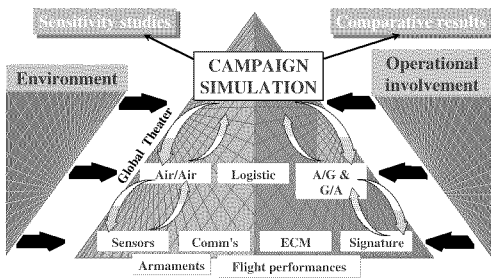 Sensitivity studies
Comparative results
Environment
CAMPAIGN
SIMULATION
Operational
involvement
Global Theater
Air/Air
Logistic
A/G &
G/A
Sensors
Comm's
ECM
Signature
Armaments
Flight performances